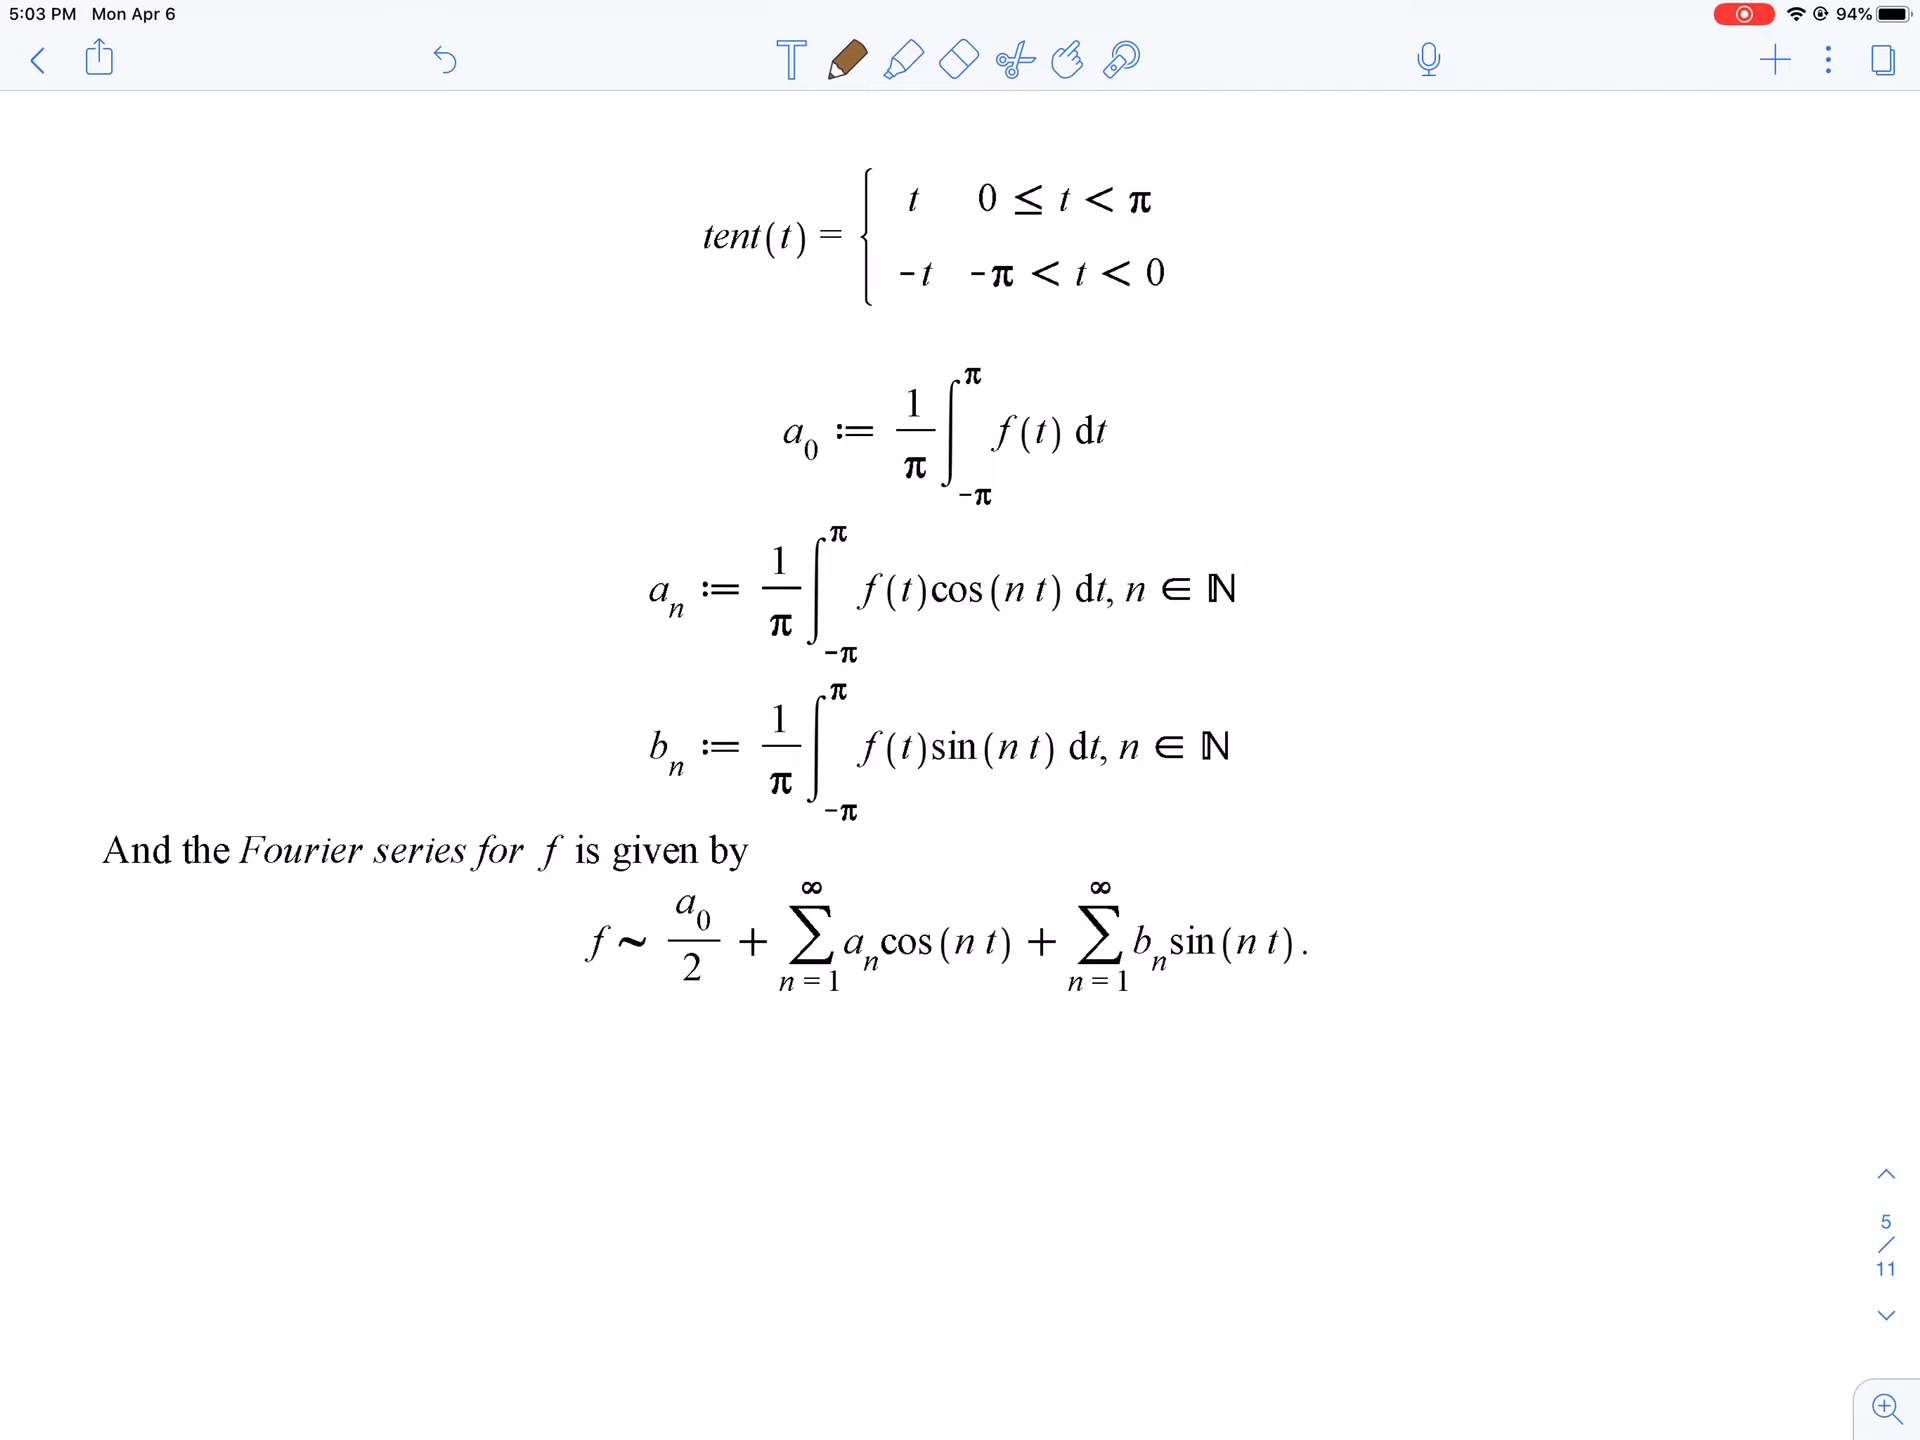 5:03 PM Mon Apr 6 94%
T
tent(t) = { t 0 ≤ t < π
-t -π < t < 0
a_0 := 1/π ∫_{-π}^{π} f(t) dt
a_n := 1/π ∫_{-π}^{π} f(t)cos(n t) dt, n ∈ ℕ
b_n := 1/π ∫_{-π}^{π} f(t)sin(n t) dt, n ∈ ℕ
And the Fourier series for f is given by
f ~ a_0/2 + ∑_{n=1}^{∞} a_n cos(n t) + ∑_{n=1}^{∞} b_n sin(n t).
5
/
11